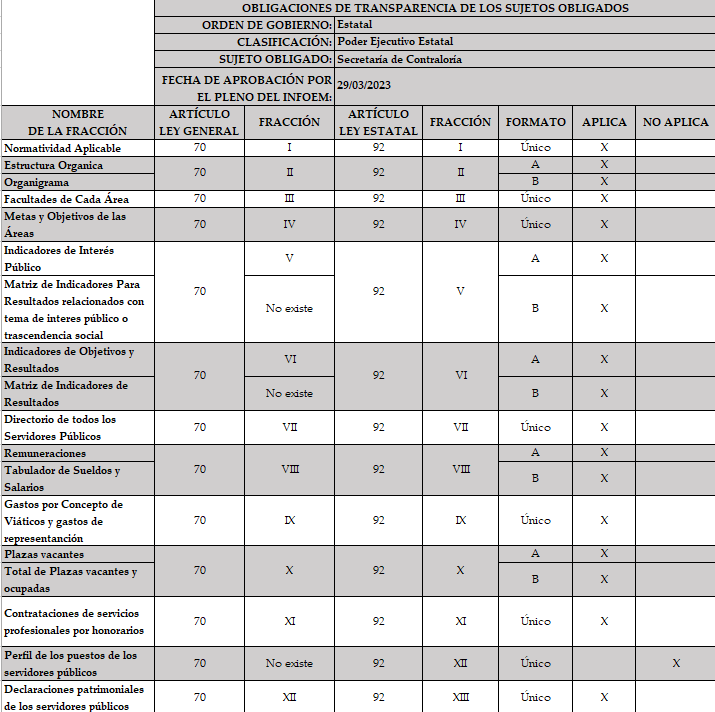 OBLIGACIONES DE TRANSPARENCIA DE LOS SUJETOS OBLIGADOS
ORDEN DE GOBIERNO: Estatal
CLASIFICACIÓN: Poder Ejecutivo Estatal
SUJETO OBLIGADO: Secretaría de Contraloría
FECHA DE APROBACIÓN POR
EL PLENO DEL INFOEM: 29/03/2023
NOMBRE
DE LA FRACCIÓN
ARTÍCULO
LEY GENERAL
FRACCIÓN
ARTÍCULO
LEY ESTATAL
FRACCIÓN
FORMATO
APLICA
NO APLICA
Normatividad Aplicable 70 I 92 I Único X
Estructura Organica 70 II 92 II A X
Organigrama B X
Facultades de Cada Área 70 III 92 III Único X
Metas y Objetivos de las
Áreas 70 IV 92 IV Único X
Indicadores de Interés
Público 70 V 92 V A X
Matriz de Indicadores Para
Resultados relacionados con
tema de interes público o
trascendencia social No existe B X
Indicadores de Objetivos y
Resultados 70 VI 92 VI A X
Matriz de Indicadores de
Resultados No existe B X
Directorio de todos los
Servidores Públicos 70 VII 92 VII Único X
Remuneraciones 70 VIII 92 VIII A X
Tabulador de Sueldos y
Salarios B X
Gastos por Concepto de
Viáticos y gastos de
representanción 70 IX 92 IX Único X
Plazas vacantes 70 X 92 X A X
Total de Plazas vacantes y
ocupadas B X
Contrataciones de servicios
profesionales por honorarios 70 XI 92 XI Único X
Perfil de los puestos de los
servidores públicos 70 No existe 92 XII Único X
Declaraciones patrimoniales
de los servidores públicos 70 XII 92 XIII Único X